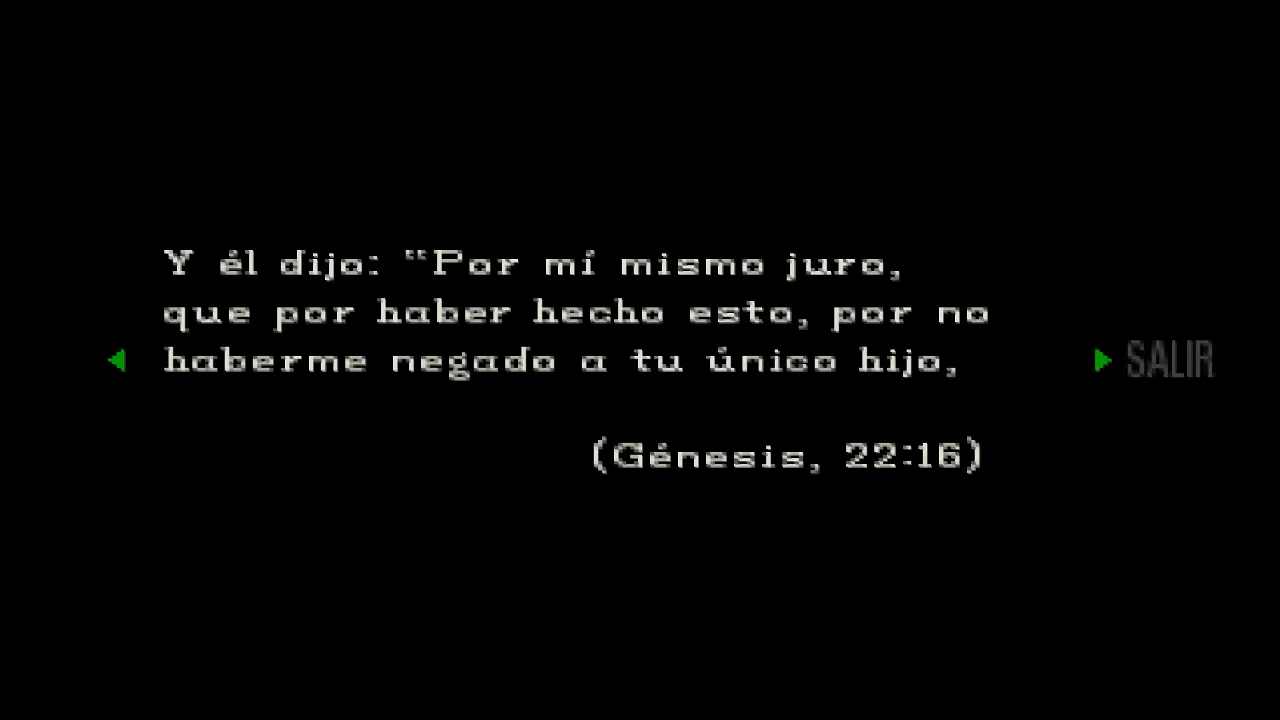 Y él dijo: "Por mí mismo juro,
que por haber hecho esto, por no
haberme negado a tu único hijo,
SALIR
(Génesis, 22:16)